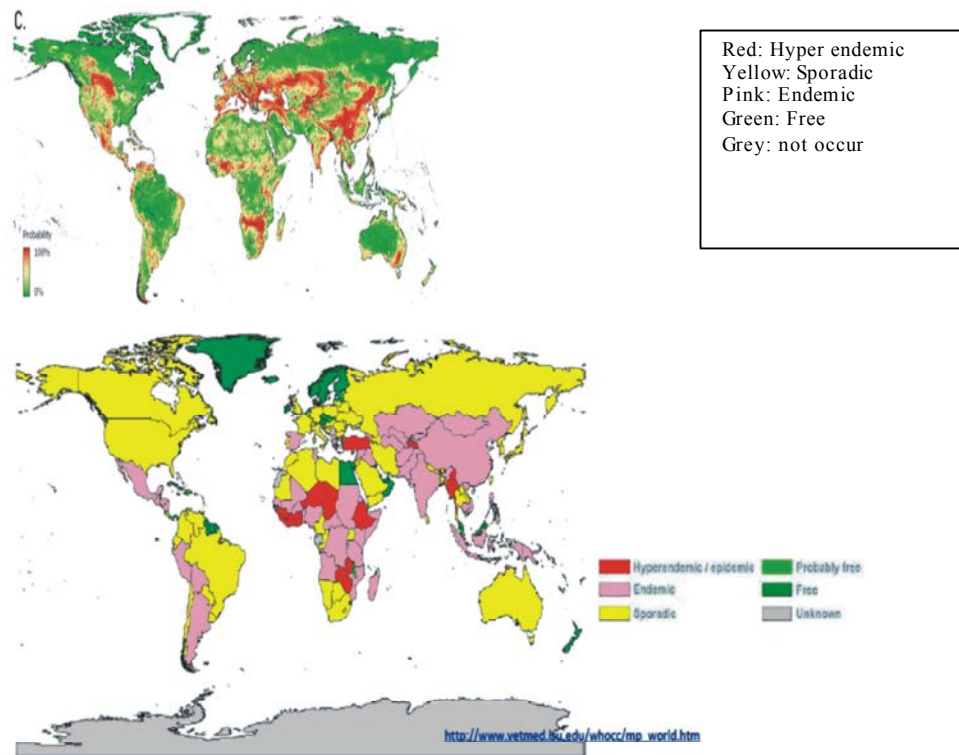 C.
Red: Hyper endemic
Yellow: Sporadic
Pink: Endemic
Green: Free
Grey: not occur
Probability
100%
0%
Hyperendemic / epidemic
Endemic
Sporadic
Probably free
Free
Unknown
http://www.vetmed.lsu.edu/whocc/mp_world.htm